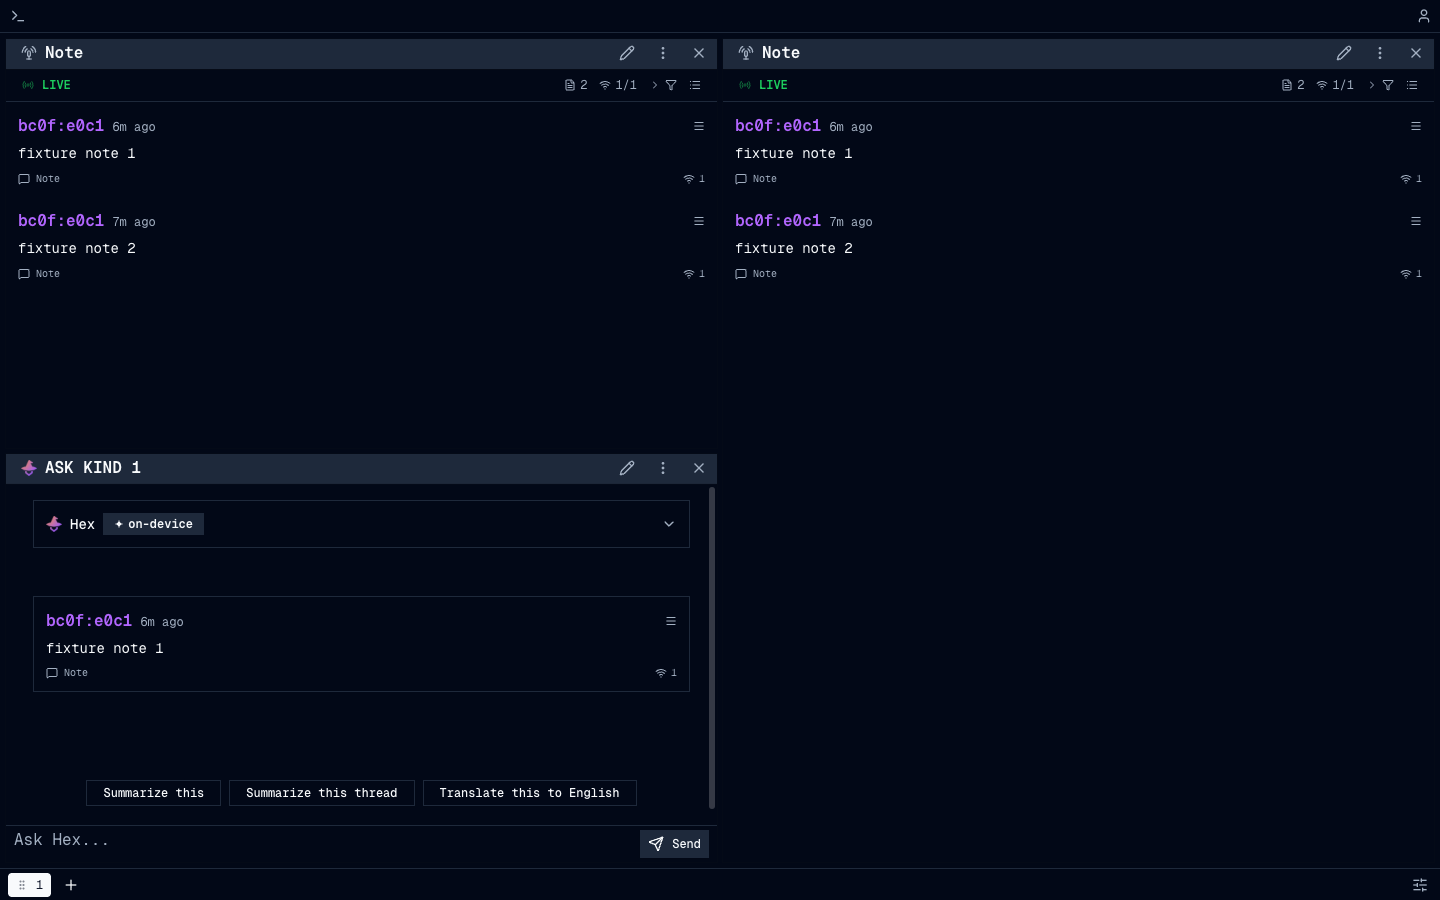 Note
LIVE
2 1/1
bc0f:e0c1 6m ago
fixture note 1
Note 1
bc0f:e0c1 7m ago
fixture note 2
Note 1
Note
LIVE
2 1/1
bc0f:e0c1 6m ago
fixture note 1
Note 1
bc0f:e0c1 7m ago
fixture note 2
Note 1
ASK KIND 1
Hex on-device
bc0f:e0c1 6m ago
fixture note 1
Note 1
Summarize this Summarize this thread Translate this to English
Ask Hex... Send
1